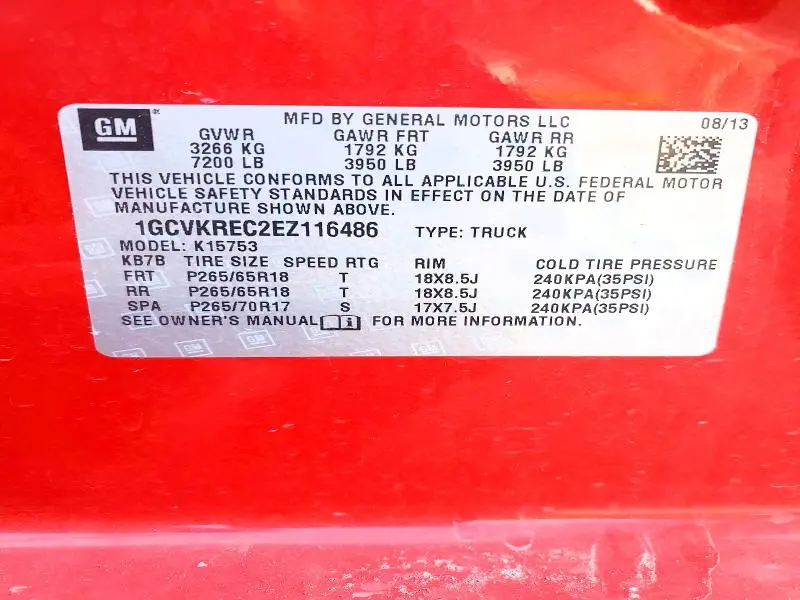 GM
MFD BY GENERAL MOTORS LLC 08/13
GVWR GAWR FRT GAWR RR
3266 KG 1792 KG 1792 KG
7200 LB 3950 LB 3950 LB
THIS VEHICLE CONFORMS TO ALL APPLICABLE U.S. FEDERAL MOTOR
VEHICLE SAFETY STANDARDS IN EFFECT ON THE DATE OF
MANUFACTURE SHOWN ABOVE.
1GCVKREC2EZ116486 TYPE: TRUCK
MODEL: K15753
KB7B TIRE SIZE SPEED RTG RIM COLD TIRE PRESSURE
FRT P265/65R18 T 18X8.5J 240KPA(35PSI)
RR P265/65R18 T 18X8.5J 240KPA(35PSI)
SPA P265/70R17 S 17X7.5J 240KPA(35PSI)
SEE OWNER'S MANUAL FOR MORE INFORMATION.